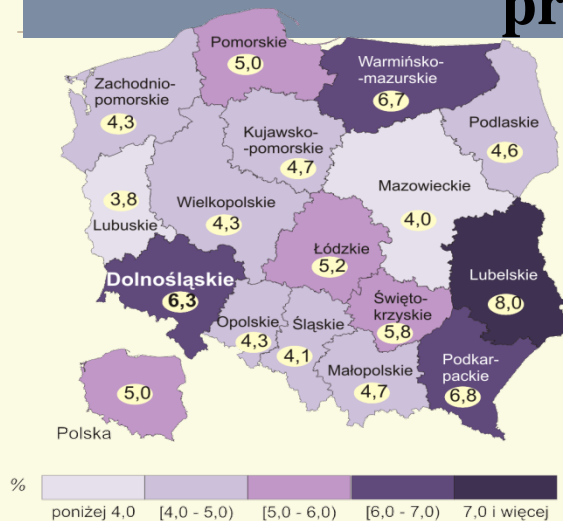 pr
Pomorskie
5,0
Warmińsko-
-mazurskie
6,7
Zachodnio-
pomorskie
4,3
Podlaskie
4,6
Kujawsko-
-pomorskie
4,7
Mazowieckie
4,0
3,8
Lubuskie
Wielkopolskie
4,3
Łódzkie
5,2
Lubelskie
8,0
Dolnośląskie
6,3
Święto-
krzyskie
5,8
Opolskie
4,3
Śląskie
4,1
Małopolskie
4,7
Podkar-
packie
6,8
5,0
Polska
%
poniżej 4,0 [4,0 - 5,0) [5,0 - 6,0) [6,0 - 7,0) 7,0 i więcej